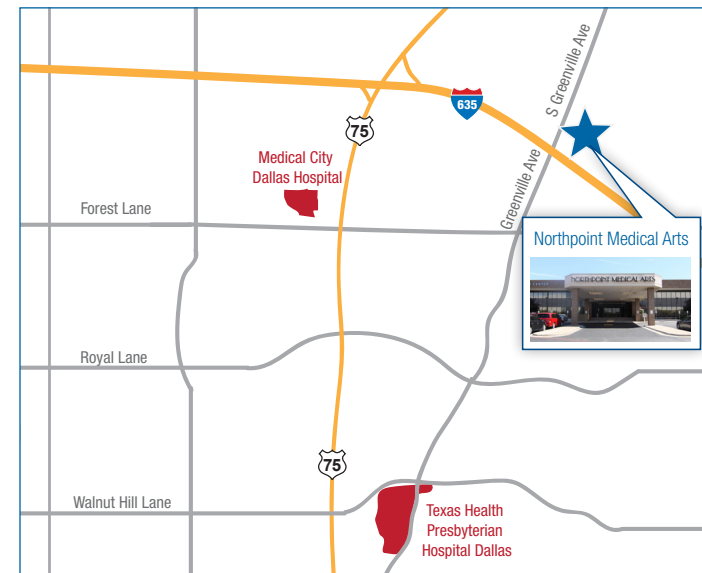 S Greenville Ave
635
75
Medical City
Dallas Hospital
Greenville Ave
Forest Lane
Northpoint Medical Arts
NORTHPOINT MEDICAL ARTS
Royal Lane
75
Walnut Hill Lane
Texas Health
Presbyterian
Hospital Dallas